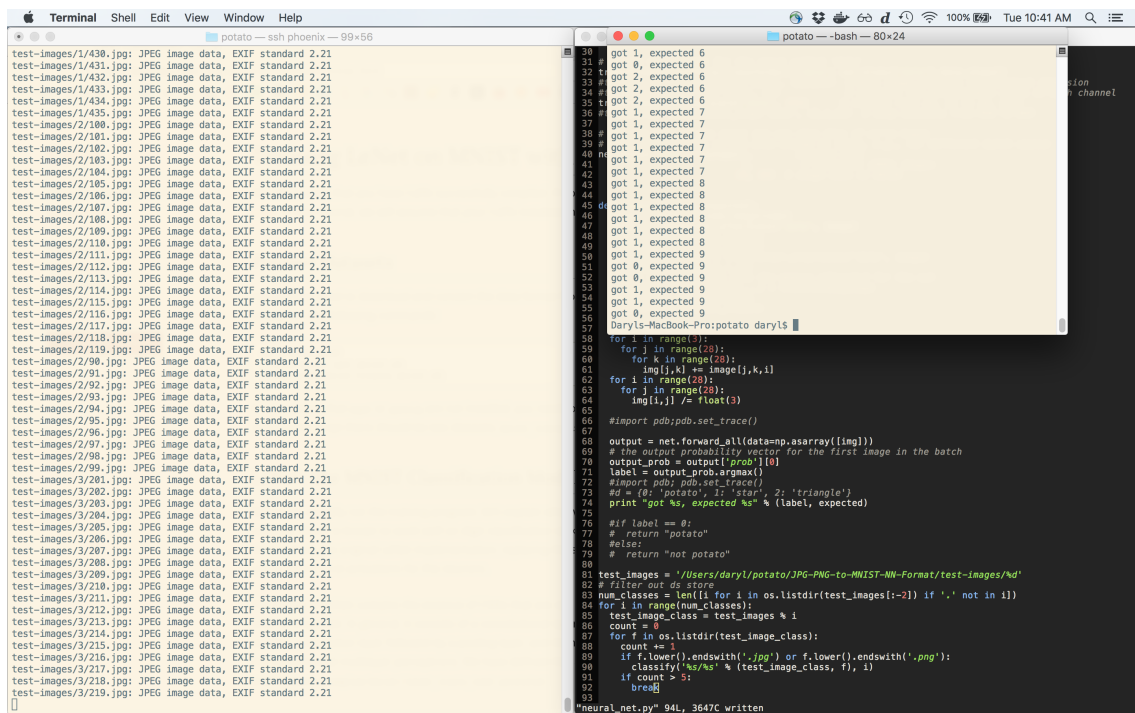 Terminal Shell Edit View Window Help 100% Tue 10:41 AM
potato — ssh phoenix — 99×56
test-images/1/430.jpg: JPEG image data, EXIF standard 2.21
test-images/1/431.jpg: JPEG image data, EXIF standard 2.21
test-images/1/432.jpg: JPEG image data, EXIF standard 2.21
test-images/1/433.jpg: JPEG image data, EXIF standard 2.21
test-images/1/434.jpg: JPEG image data, EXIF standard 2.21
test-images/1/435.jpg: JPEG image data, EXIF standard 2.21
test-images/2/100.jpg: JPEG image data, EXIF standard 2.21
test-images/2/101.jpg: JPEG image data, EXIF standard 2.21
test-images/2/102.jpg: JPEG image data, EXIF standard 2.21
test-images/2/103.jpg: JPEG image data, EXIF standard 2.21
test-images/2/104.jpg: JPEG image data, EXIF standard 2.21
test-images/2/105.jpg: JPEG image data, EXIF standard 2.21
test-images/2/106.jpg: JPEG image data, EXIF standard 2.21
test-images/2/107.jpg: JPEG image data, EXIF standard 2.21
test-images/2/108.jpg: JPEG image data, EXIF standard 2.21
test-images/2/109.jpg: JPEG image data, EXIF standard 2.21
test-images/2/110.jpg: JPEG image data, EXIF standard 2.21
test-images/2/111.jpg: JPEG image data, EXIF standard 2.21
test-images/2/112.jpg: JPEG image data, EXIF standard 2.21
test-images/2/113.jpg: JPEG image data, EXIF standard 2.21
test-images/2/114.jpg: JPEG image data, EXIF standard 2.21
test-images/2/115.jpg: JPEG image data, EXIF standard 2.21
test-images/2/116.jpg: JPEG image data, EXIF standard 2.21
test-images/2/117.jpg: JPEG image data, EXIF standard 2.21
test-images/2/118.jpg: JPEG image data, EXIF standard 2.21
test-images/2/119.jpg: JPEG image data, EXIF standard 2.21
test-images/2/90.jpg: JPEG image data, EXIF standard 2.21
test-images/2/91.jpg: JPEG image data, EXIF standard 2.21
test-images/2/92.jpg: JPEG image data, EXIF standard 2.21
test-images/2/93.jpg: JPEG image data, EXIF standard 2.21
test-images/2/94.jpg: JPEG image data, EXIF standard 2.21
test-images/2/95.jpg: JPEG image data, EXIF standard 2.21
test-images/2/96.jpg: JPEG image data, EXIF standard 2.21
test-images/2/97.jpg: JPEG image data, EXIF standard 2.21
test-images/2/98.jpg: JPEG image data, EXIF standard 2.21
test-images/2/99.jpg: JPEG image data, EXIF standard 2.21
test-images/3/201.jpg: JPEG image data, EXIF standard 2.21
test-images/3/202.jpg: JPEG image data, EXIF standard 2.21
test-images/3/203.jpg: JPEG image data, EXIF standard 2.21
test-images/3/204.jpg: JPEG image data, EXIF standard 2.21
test-images/3/205.jpg: JPEG image data, EXIF standard 2.21
test-images/3/206.jpg: JPEG image data, EXIF standard 2.21
test-images/3/207.jpg: JPEG image data, EXIF standard 2.21
test-images/3/208.jpg: JPEG image data, EXIF standard 2.21
test-images/3/209.jpg: JPEG image data, EXIF standard 2.21
test-images/3/210.jpg: JPEG image data, EXIF standard 2.21
test-images/3/211.jpg: JPEG image data, EXIF standard 2.21
test-images/3/212.jpg: JPEG image data, EXIF standard 2.21
test-images/3/213.jpg: JPEG image data, EXIF standard 2.21
test-images/3/214.jpg: JPEG image data, EXIF standard 2.21
test-images/3/215.jpg: JPEG image data, EXIF standard 2.21
test-images/3/216.jpg: JPEG image data, EXIF standard 2.21
test-images/3/217.jpg: JPEG image data, EXIF standard 2.21
test-images/3/218.jpg: JPEG image data, EXIF standard 2.21
test-images/3/219.jpg: JPEG image data, EXIF standard 2.21
potato — -bash — 80×24
got 1, expected 6
got 0, expected 6
got 2, expected 6
got 2, expected 6
got 2, expected 6
got 1, expected 7
got 1, expected 7
got 1, expected 7
got 1, expected 7
got 1, expected 7
got 1, expected 7
got 1, expected 8
got 1, expected 8
got 1, expected 8
got 1, expected 8
got 1, expected 8
got 1, expected 8
got 1, expected 9
got 0, expected 9
got 0, expected 9
got 1, expected 9
got 1, expected 9
got 0, expected 9
Daryls-MacBook-Pro:potato daryl$
30
31 #
32 tr
33 # sion
34 # h channel
35 tr
36 #
37
38 #
39 #
40 ne
41
42
43
44
45 de
46
47
48
49
50
51
52
53
54
55
56
57
58 for i in range(3):
59 for j in range(28):
60 for k in range(28):
61 img[j,k] += image[j,k,i]
62 for i in range(28):
63 for j in range(28):
64 img[i,j] /= float(3)
65
66 #import pdb;pdb.set_trace()
67
68 output = net.forward_all(data=np.asarray([img]))
69 # the output probability vector for the first image in the batch
70 output_prob = output['prob'][0]
71 label = output_prob.argmax()
72 #import pdb; pdb.set_trace()
73 #d = {0: 'potato', 1: 'star', 2: 'triangle'}
74 print "got %s, expected %s" % (label, expected)
75
76 #if label == 0:
77 # return "potato"
78 #else:
79 # return "not potato"
80
81 test_images = '/Users/daryl/potato/JPG-PNG-to-MNIST-NN-Format/test-images/%d'
82 # filter out ds store
83 num_classes = len([i for i in os.listdir(test_images[:-2]) if '.' not in i])
84 for i in range(num_classes):
85 test_image_class = test_images % i
86 count = 0
87 for f in os.listdir(test_image_class):
88 count += 1
89 if f.lower().endswith('.jpg') or f.lower().endswith('.png'):
90 classify('%s/%s' % (test_image_class, f), i)
91 if count > 5:
92 break
93
"neural_net.py" 94L, 3647C written